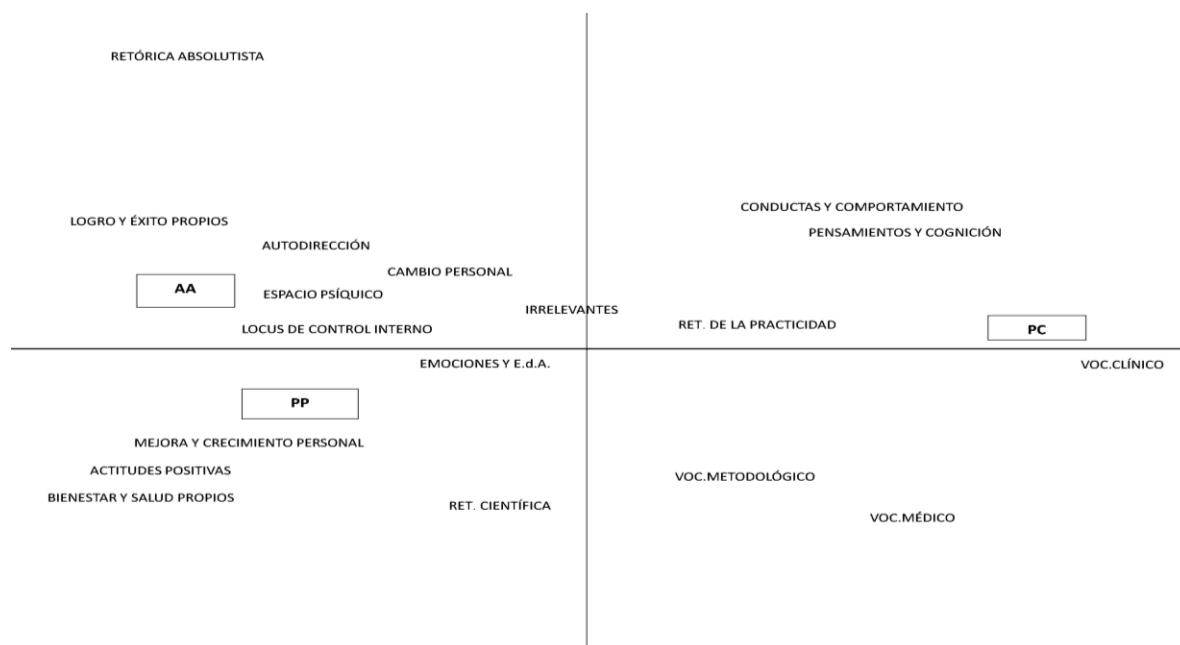 RETÓRICA ABSOLUTISTA
CONDUCTAS Y COMPORTAMIENTO
LOGRO Y ÉXITO PROPIOS
PENSAMIENTOS Y COGNICIÓN
AUTODIRECCIÓN
CAMBIO PERSONAL
AA
ESPACIO PSÍQUICO
IRRELEVANTES
RET. DE LA PRACTICIDAD
PC
LOCUS DE CONTROL INTERNO
EMOCIONES Y E.d.A.
VOC.CLÍNICO
PP
MEJORA Y CRECIMIENTO PERSONAL
ACTITUDES POSITIVAS
VOC.METODOLÓGICO
BIENESTAR Y SALUD PROPIOS
RET. CIENTÍFICA
VOC.MÉDICO